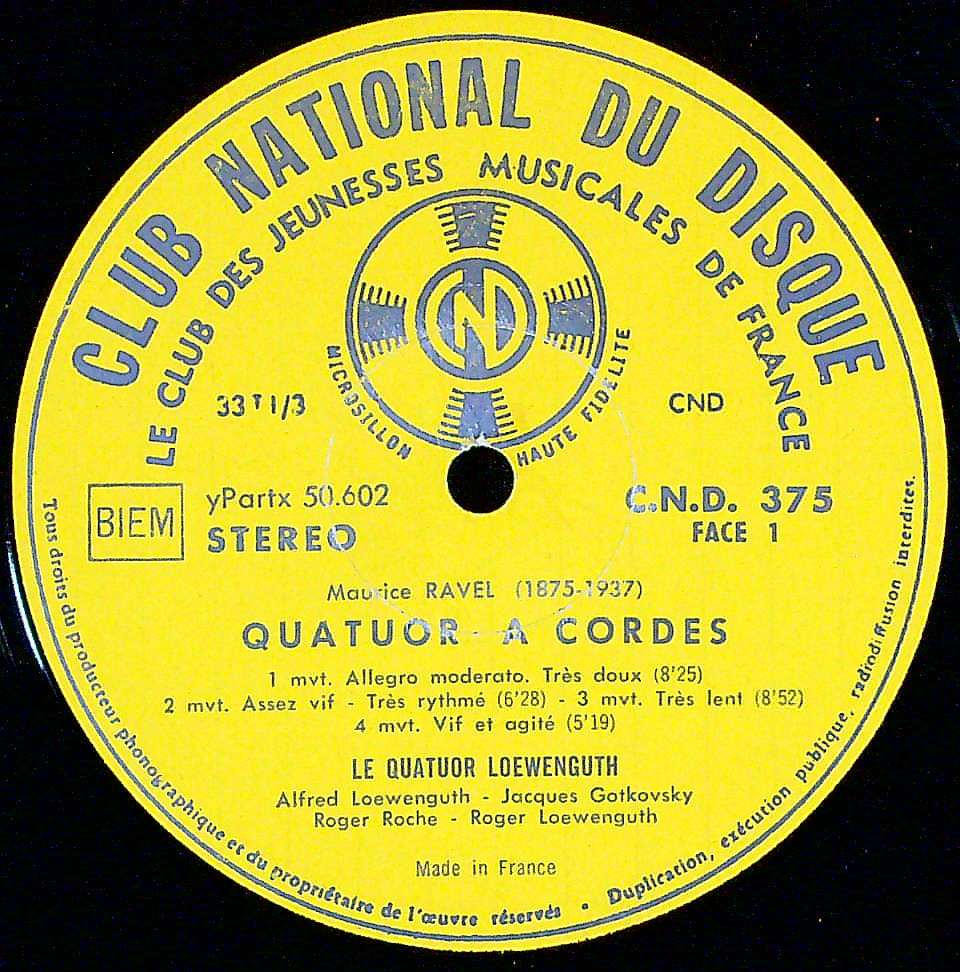 CLUB NATIONAL DU DISQUE
LE CLUB DES JEUNESSES MUSICALES DE FRANCE
N
MICROSILLON HAUTE FIDELITE
33 T 1/3
CND
BIEM
yPartx 50.602
STEREO
C.N.D. 375
FACE 1
Maurice RAVEL (1875-1937)
QUATUOR A CORDES
1 mvt. Allegro moderato. Très doux (8'25)
2 mvt. Assez vif - Très rythmé (6'28) - 3 mvt. Très lent (8'52)
4 mvt. Vif et agité (5'19)
LE QUATUOR LOEWENGUTH
Alfred Loewenguth - Jacques Gotkovsky
Roger Roche - Roger Loewenguth
Made in France
Tous droits du producteur phonographique et du propriétaire de l'œuvre réservés • Duplication, exécution publique, radiodiffusion interdites.